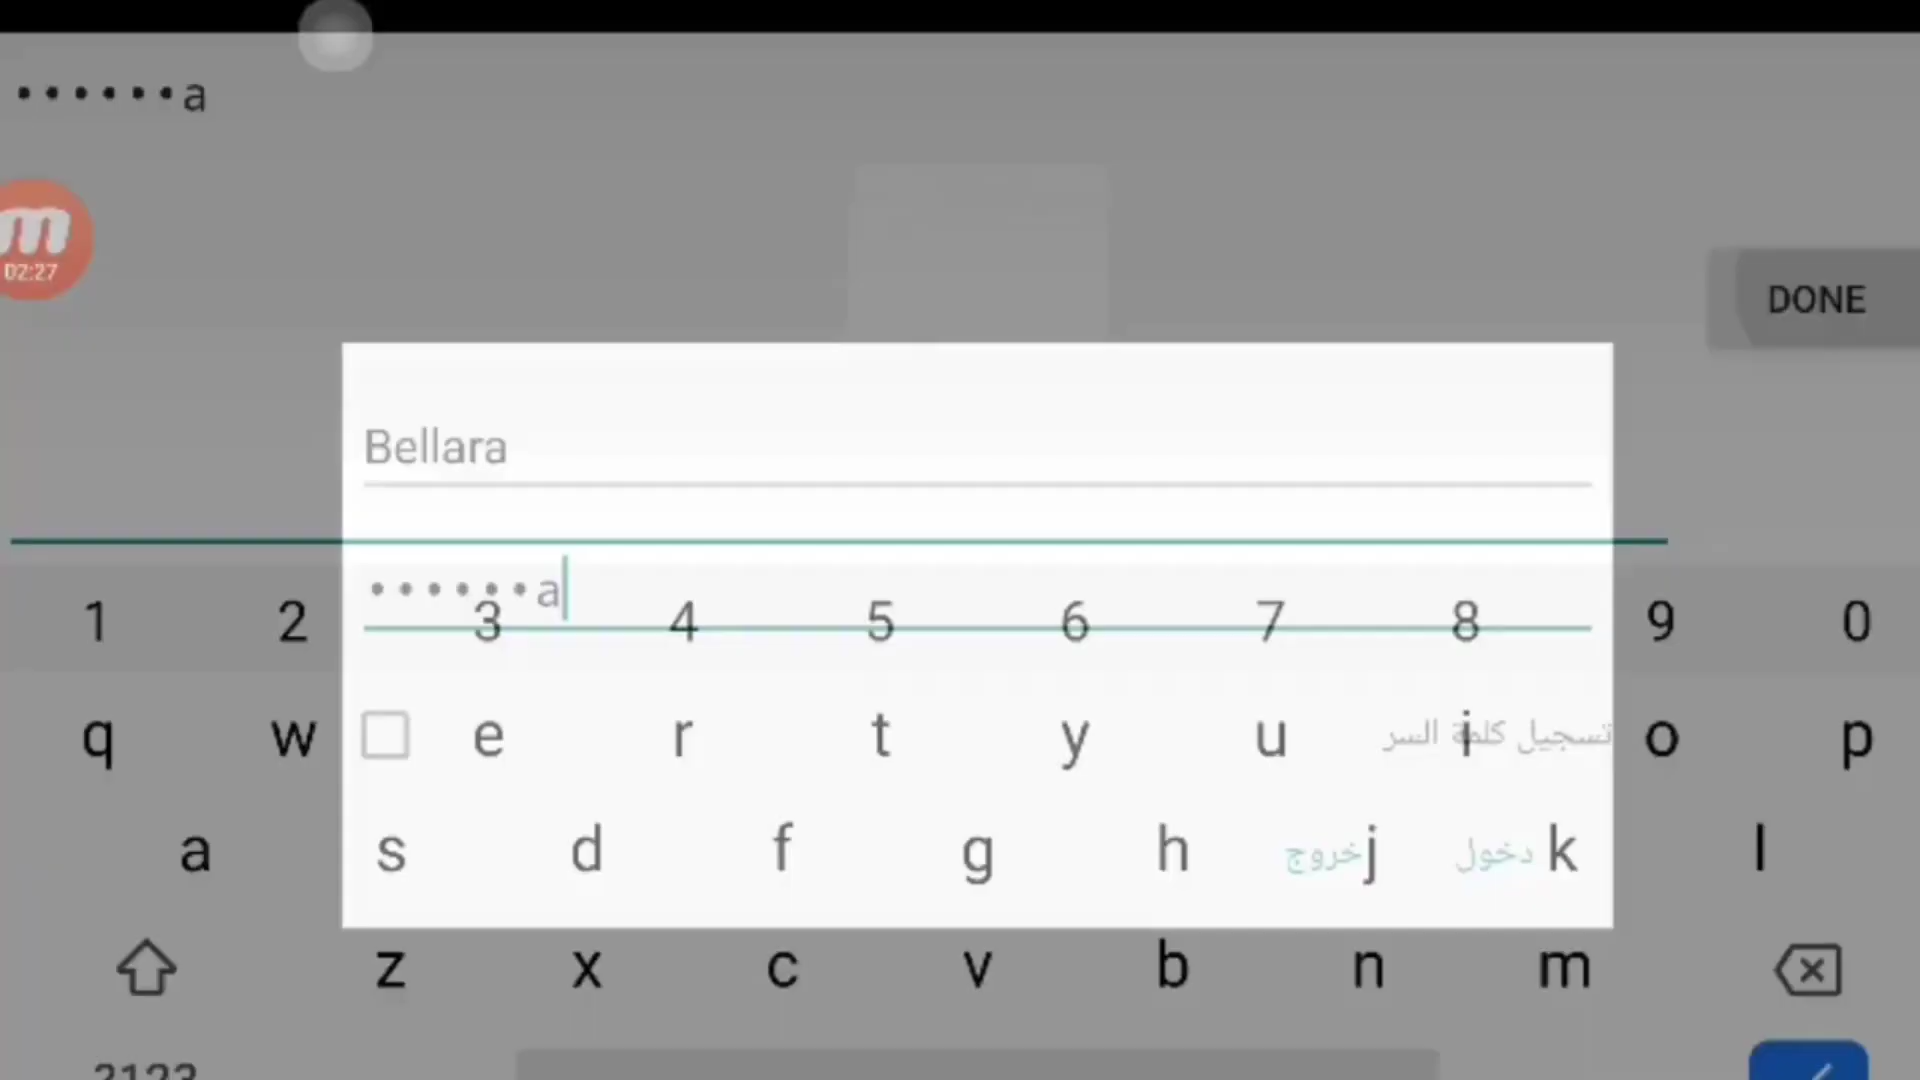 ••••••a
m
02:27
DONE
Bellara
••••••a
1 2 3 4 5 6 7 8 9 0
q w e r t y u i o p
تسجيل كلمة السر
a s d f g h j k l
خروج دخول
z x c v b n m